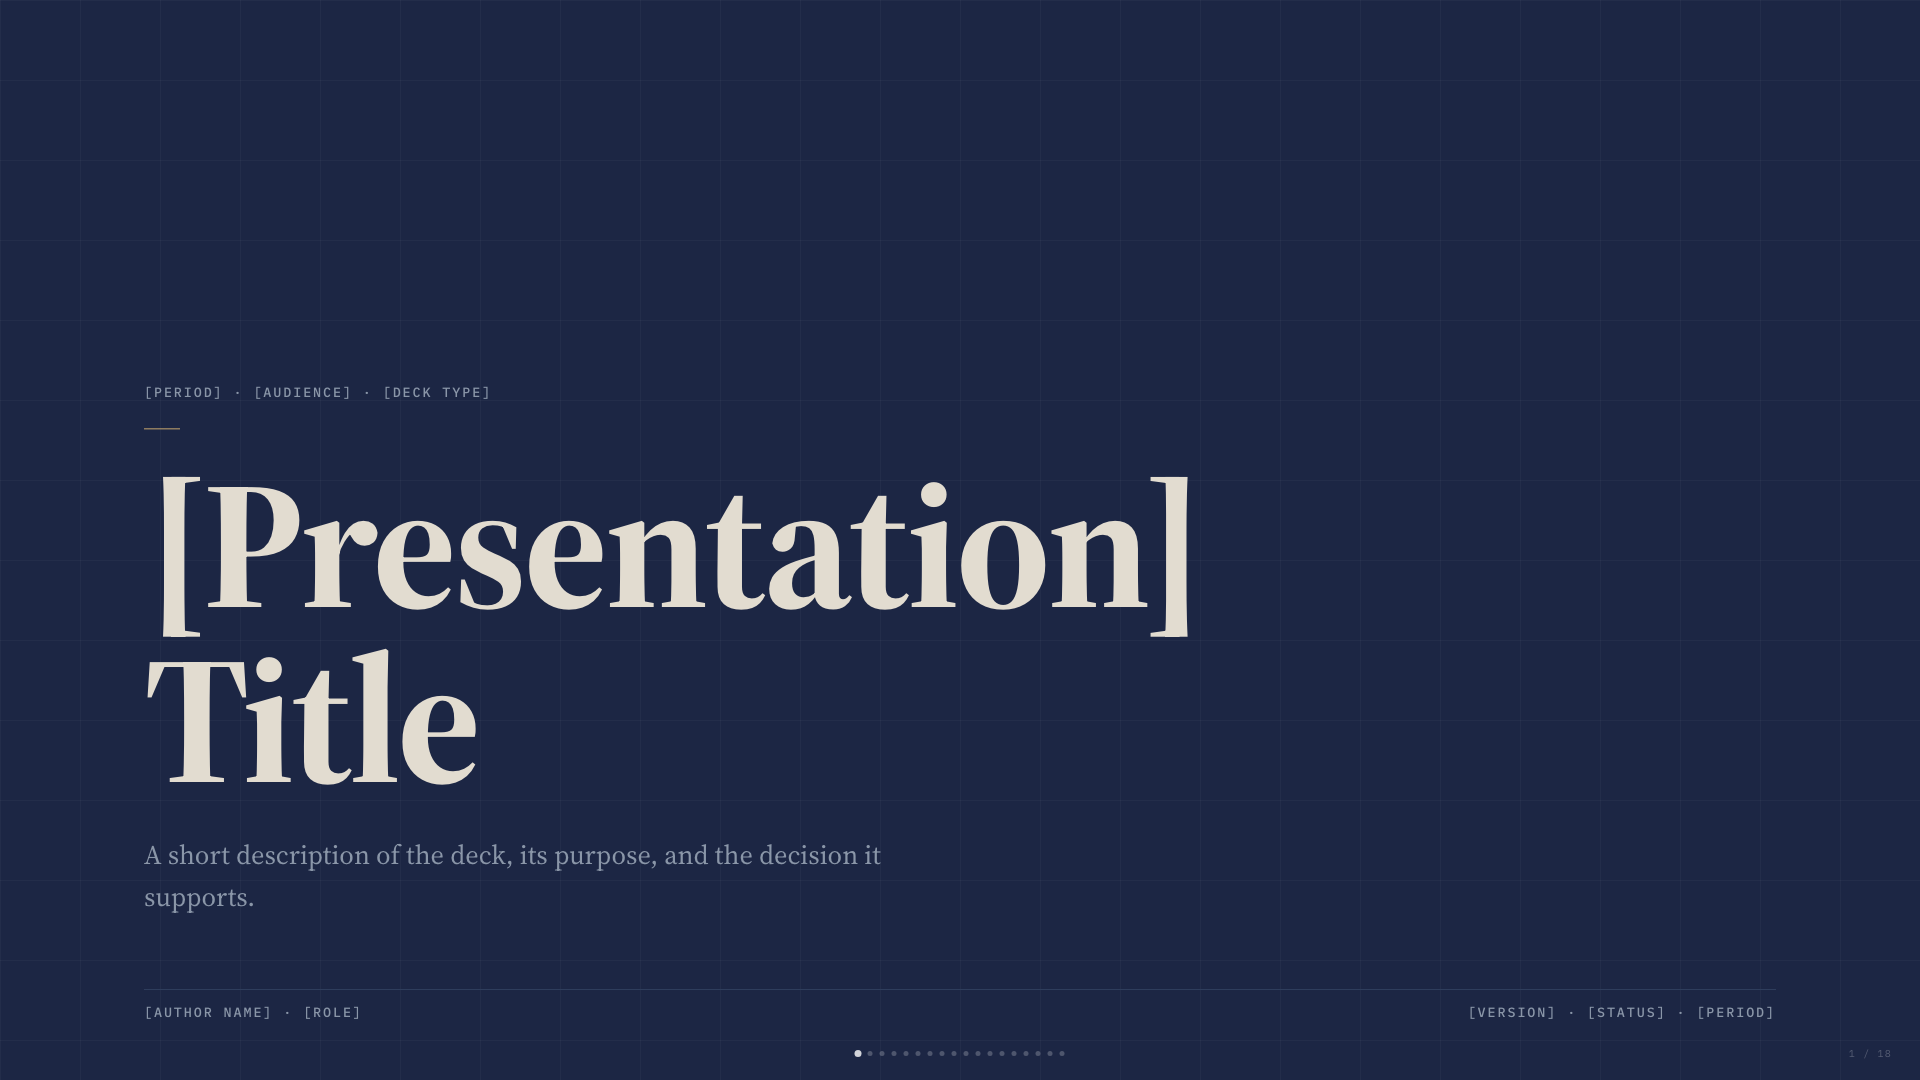 [PERIOD] · [AUDIENCE] · [DECK TYPE]
[Presentation]
Title
A short description of the deck, its purpose, and the decision it
supports.
[AUTHOR NAME] · [ROLE]
[VERSION] · [STATUS] · [PERIOD]
1 / 18